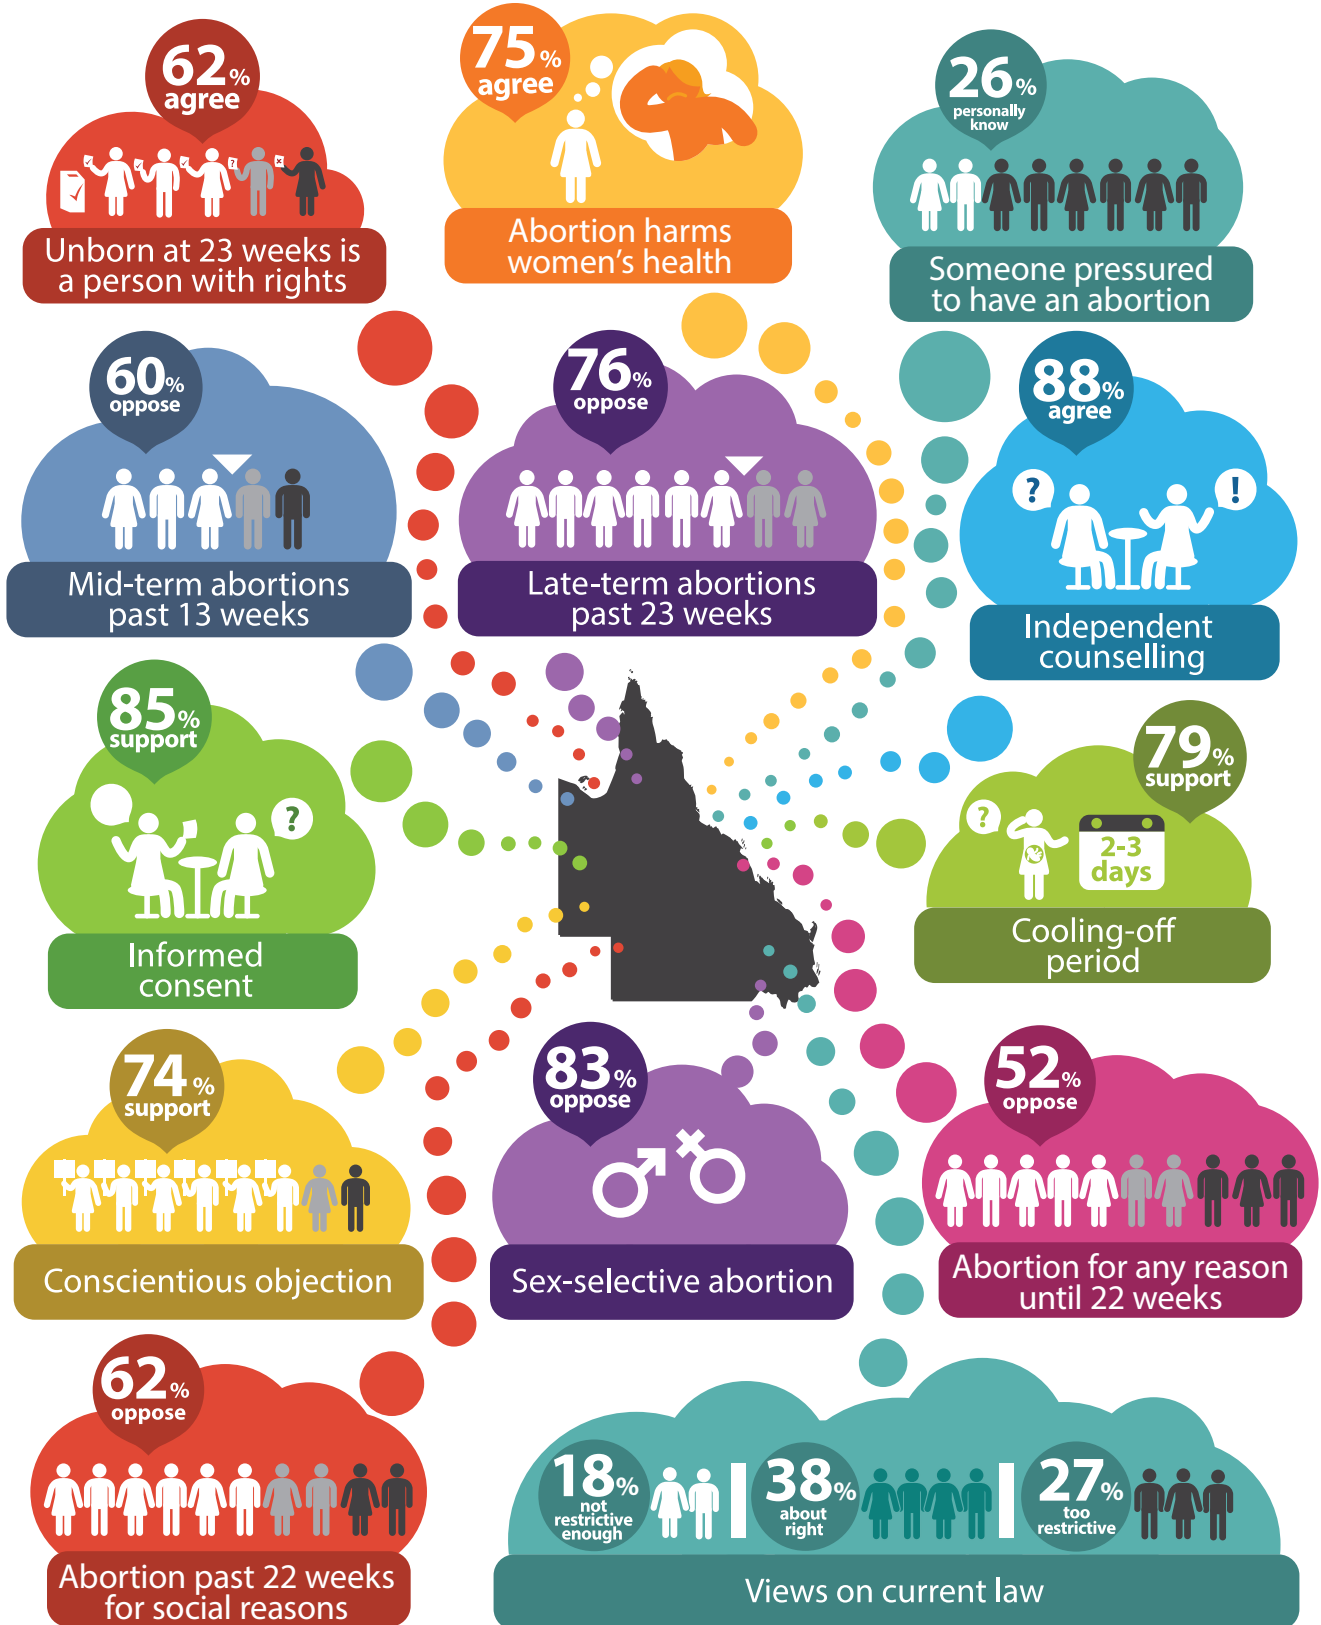 62%
agree
Unborn at 23 weeks is
a person with rights
75%
agree
Abortion harms
women's health
26%
personally
know
Someone pressured
to have an abortion
60%
oppose
Mid-term abortions
past 13 weeks
76%
oppose
Late-term abortions
past 23 weeks
88%
agree
? !
Independent
counselling
85%
support
?
Informed
consent
79%
support
?
2-3
days
Cooling-off
period
74%
support
Conscientious objection
83%
oppose
Sex-selective abortion
52%
oppose
Abortion for any reason
until 22 weeks
62%
oppose
Abortion past 22 weeks
for social reasons
18%
not
restrictive
enough
38%
about
right
27%
too
restrictive
Views on current law